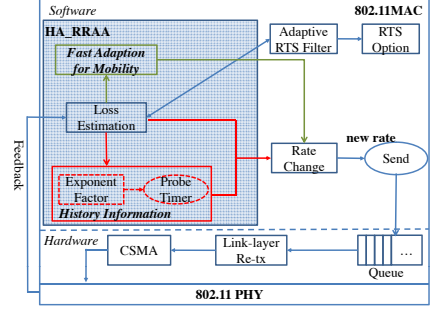 Software
802.11MAC
HA_RRAA
Fast Adaption
for Mobility
Adaptive
RTS Filter
RTS
Option
Loss
Estimation
Feedback
Rate
Change
new rate
Send
Exponent
Factor
Probe
Timer
History Information
Hardware
CSMA
Link-layer
Re-tx
...
Queue
802.11 PHY